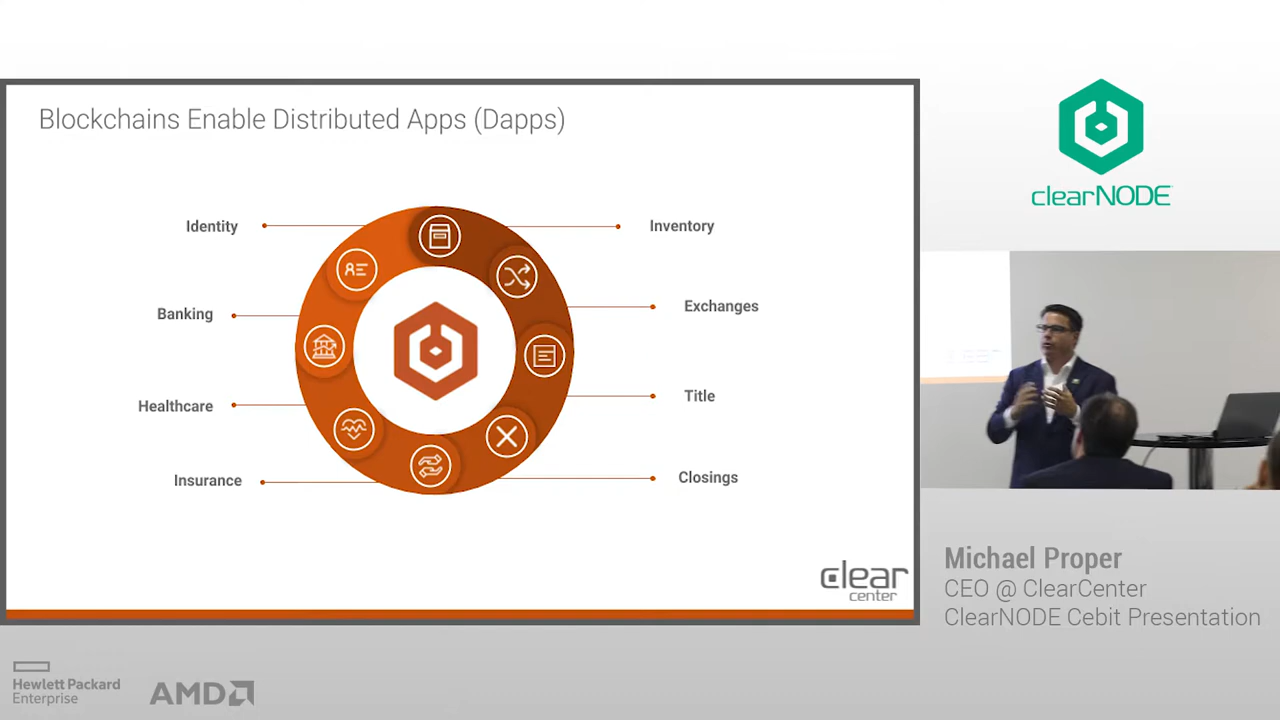 Blockchains Enable Distributed Apps (Dapps)
Identity
Inventory
Banking
Exchanges
Healthcare
Title
Insurance
Closings
clear
center
clearNODE
Michael Proper
CEO @ ClearCenter
ClearNODE Cebit Presentation
Hewlett Packard
Enterprise
AMD